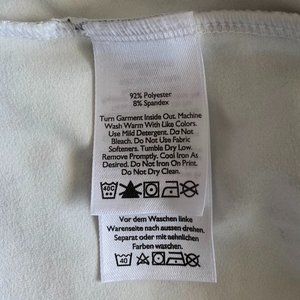 92% Polyester
8% Spandex
Turn Garment Inside Out. Machine
Wash Warm With Like Colors.
Use Mild Detergent. Do Not
Bleach. Do Not Use Fabric
Softeners. Tumble Dry Low.
Remove Promptly. Cool Iron As
Desired. Do Not Iron On Print.
Do Not Dry Clean.
40C
Vor dem Waschen linke
Warenseite nach aussen drehen.
Separat oder mit ähnlichen
Farben waschen.
40